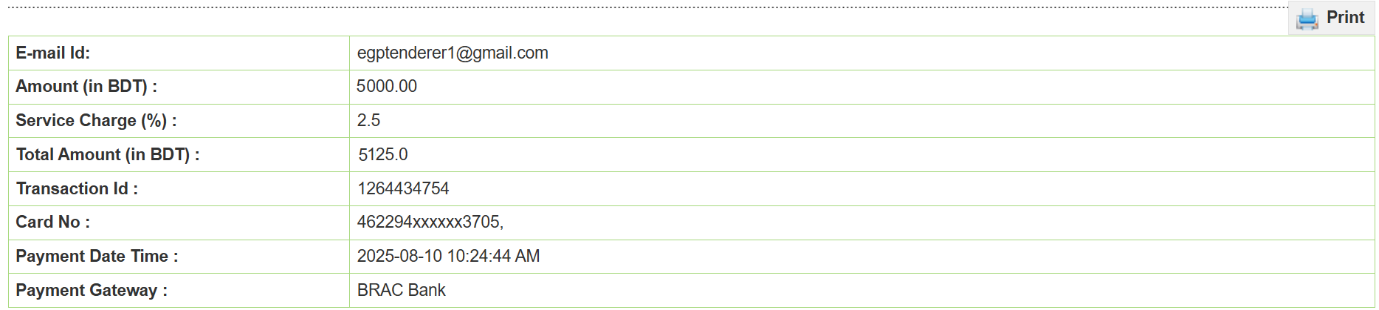 Print
E-mail Id: egptenderer1@gmail.com
Amount (in BDT) : 5000.00
Service Charge (%) : 2.5
Total Amount (in BDT) : 5125.0
Transaction Id : 1264434754
Card No : 462294xxxxxx3705,
Payment Date Time : 2025-08-10 10:24:44 AM
Payment Gateway : BRAC Bank